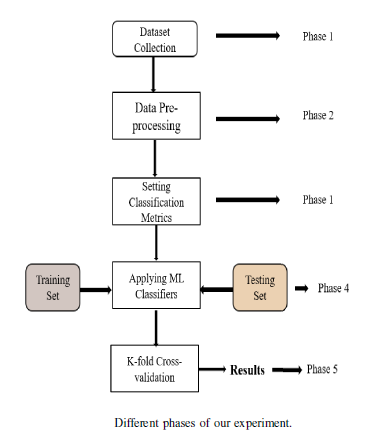 Dataset
Collection
Phase 1
Data Pre-
processing
Phase 2
Setting
Classification
Metrics
Phase 1
Training
Set
Applying ML
Classifiers
Testing
Set
Phase 4
K-fold Cross-
validation
Results
Phase 5
Different phases of our experiment.